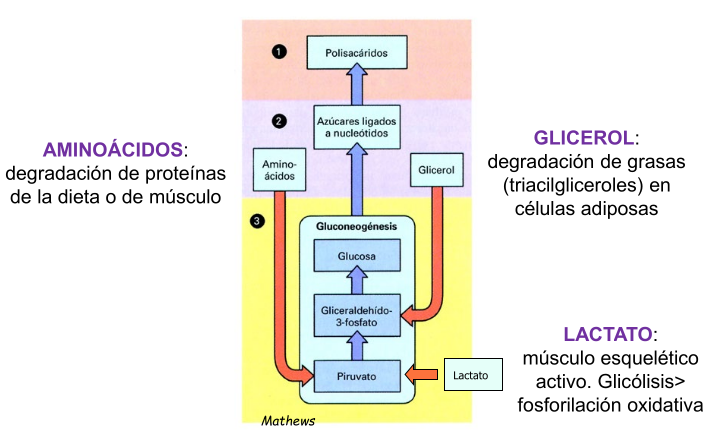 1
Polisacáridos
2
Azúcares ligados
a nucleótidos
AMINOÁCIDOS:
degradación de proteínas
de la dieta o de músculo
Amino-
ácidos
Glicerol
GLICEROL:
degradación de grasas
(triacilgliceroles) en
células adiposas
3
Gluconeogénesis
Glucosa
Gliceraldehído-
3-fosfato
Piruvato
Lactato
LACTATO:
músculo esquelético
activo. Glicólisis>
fosforilación oxidativa
Mathews